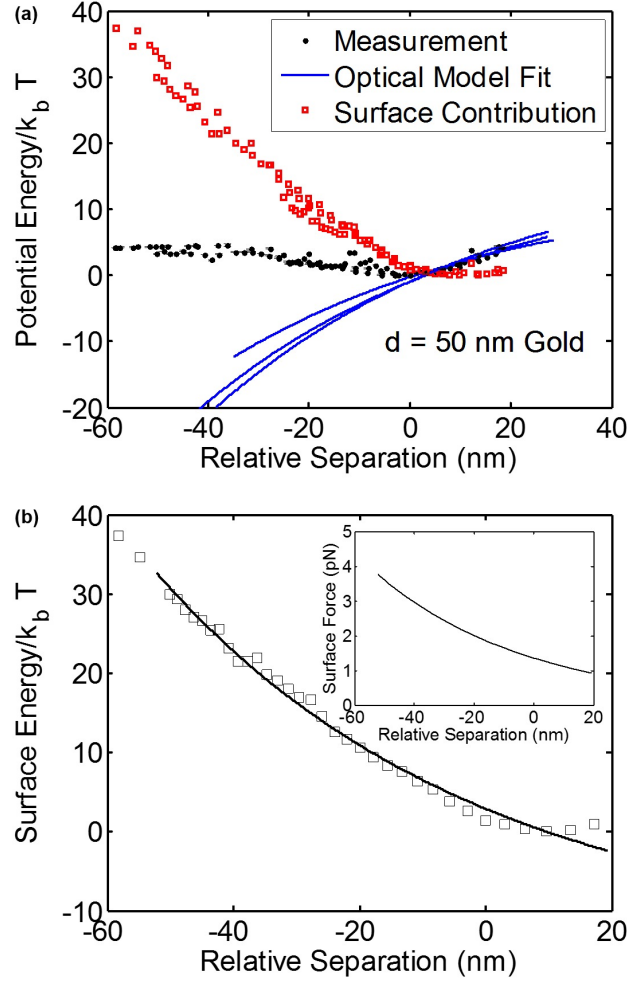 (a)
Potential Energy/k_b T
40
30
20
10
0
-10
-20
Measurement
Optical Model Fit
Surface Contribution
d = 50 nm Gold
-60
-40
-20
0
20
40
Relative Separation (nm)
(b)
Surface Energy/k_b T
40
30
20
10
0
-10
Surface Force (pN)
5
4
3
2
1
0
-60
-40
-20
0
20
Relative Separation (nm)
-60
-40
-20
0
20
Relative Separation (nm)